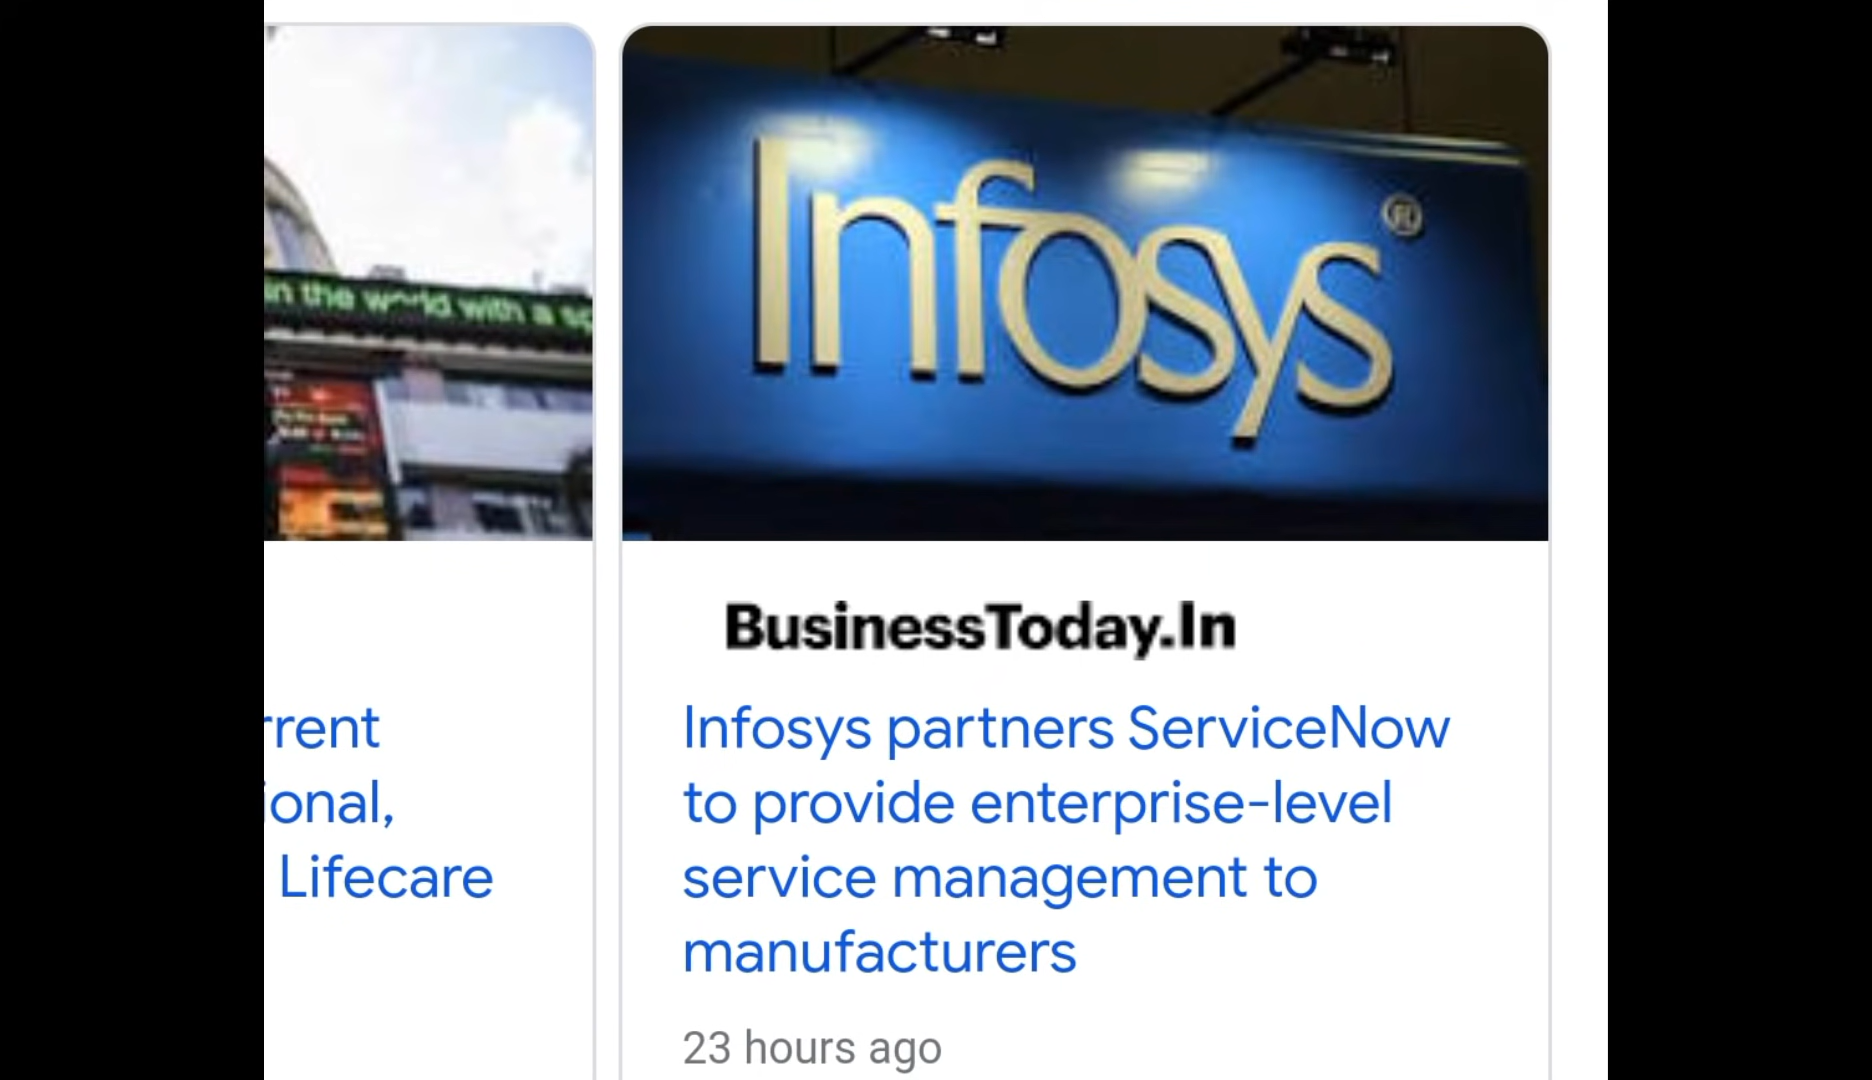 in the world with a
rrent
ional,
Lifecare
Infosys®
BusinessToday.In
Infosys partners ServiceNow
to provide enterprise-level
service management to
manufacturers
23 hours ago